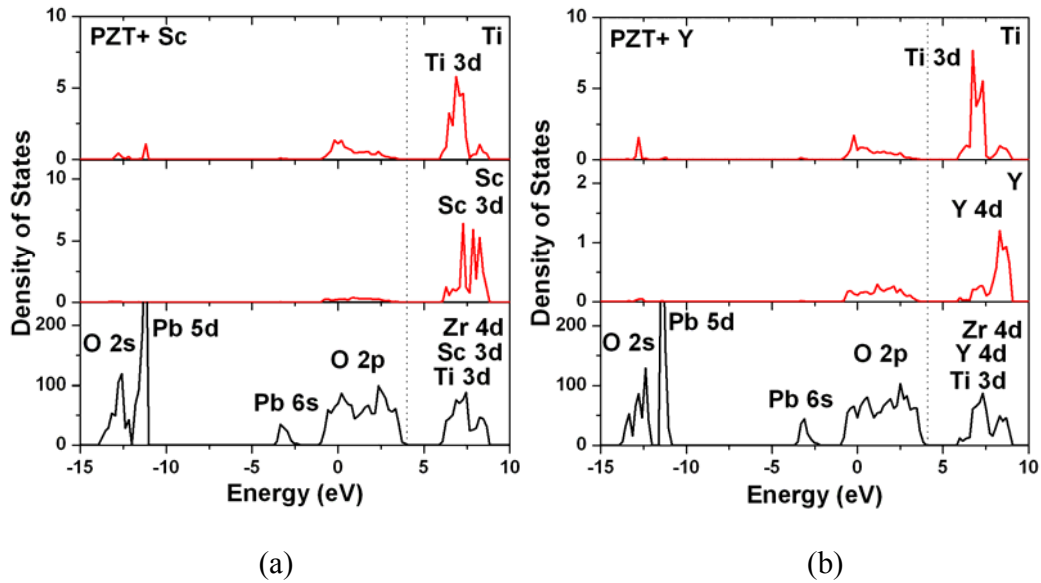 PZT+ Sc
Ti
Ti 3d
10
5
0
Sc
Sc 3d
10
5
0
Density of States
O 2s
Pb 5d
Pb 6s
O 2p
Zr 4d
Sc 3d
Ti 3d
200
100
0
-15 -10 -5 0 5 10
Energy (eV)
(a)
PZT+ Y
Ti
Ti 3d
10
5
0
Y
Y 4d
2
1
0
Density of States
O 2s
Pb 5d
Pb 6s
O 2p
Zr 4d
Y 4d
Ti 3d
200
100
0
-15 -10 -5 0 5 10
Energy (eV)
(b)